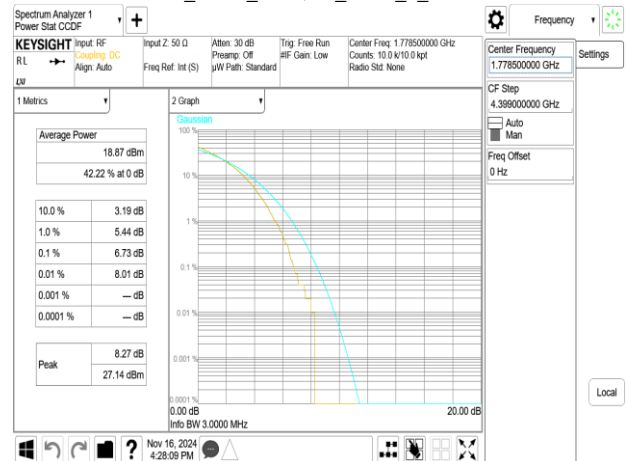 Spectrum Analyzer 1
Power Stat CCDF
Frequency
KEYSIGHT
Input: RF
Coupling: DC
Align: Auto
Input Z: 50 Ω
Freq Ref: Int (S)
Atten: 30 dB
Preamp: Off
µW Path: Standard
Trig: Free Run
#IF Gain: Low
Center Freq: 1.778500000 GHz
Counts: 10.0 k/10.0 kpt
Radio Std: None
RL
LXI
Center Frequency
1.778500000 GHz
Settings
CF Step
4.399000000 GHz
Auto
Man
Freq Offset
0 Hz
1 Metrics
2 Graph
Average Power
18.87 dBm
42.22 % at 0 dB
10.0 % 3.19 dB
1.0 % 5.44 dB
0.1 % 6.73 dB
0.01 % 8.01 dB
0.001 % --- dB
0.0001 % --- dB
Peak
8.27 dB
27.14 dBm
Gaussian
100 %
10 %
1 %
0.1 %
0.01 %
0.001 %
0.0001 %
0.00 dB
20.00 dB
Info BW 3.0000 MHz
Local
?
Nov 16, 2024
4:28:09 PM